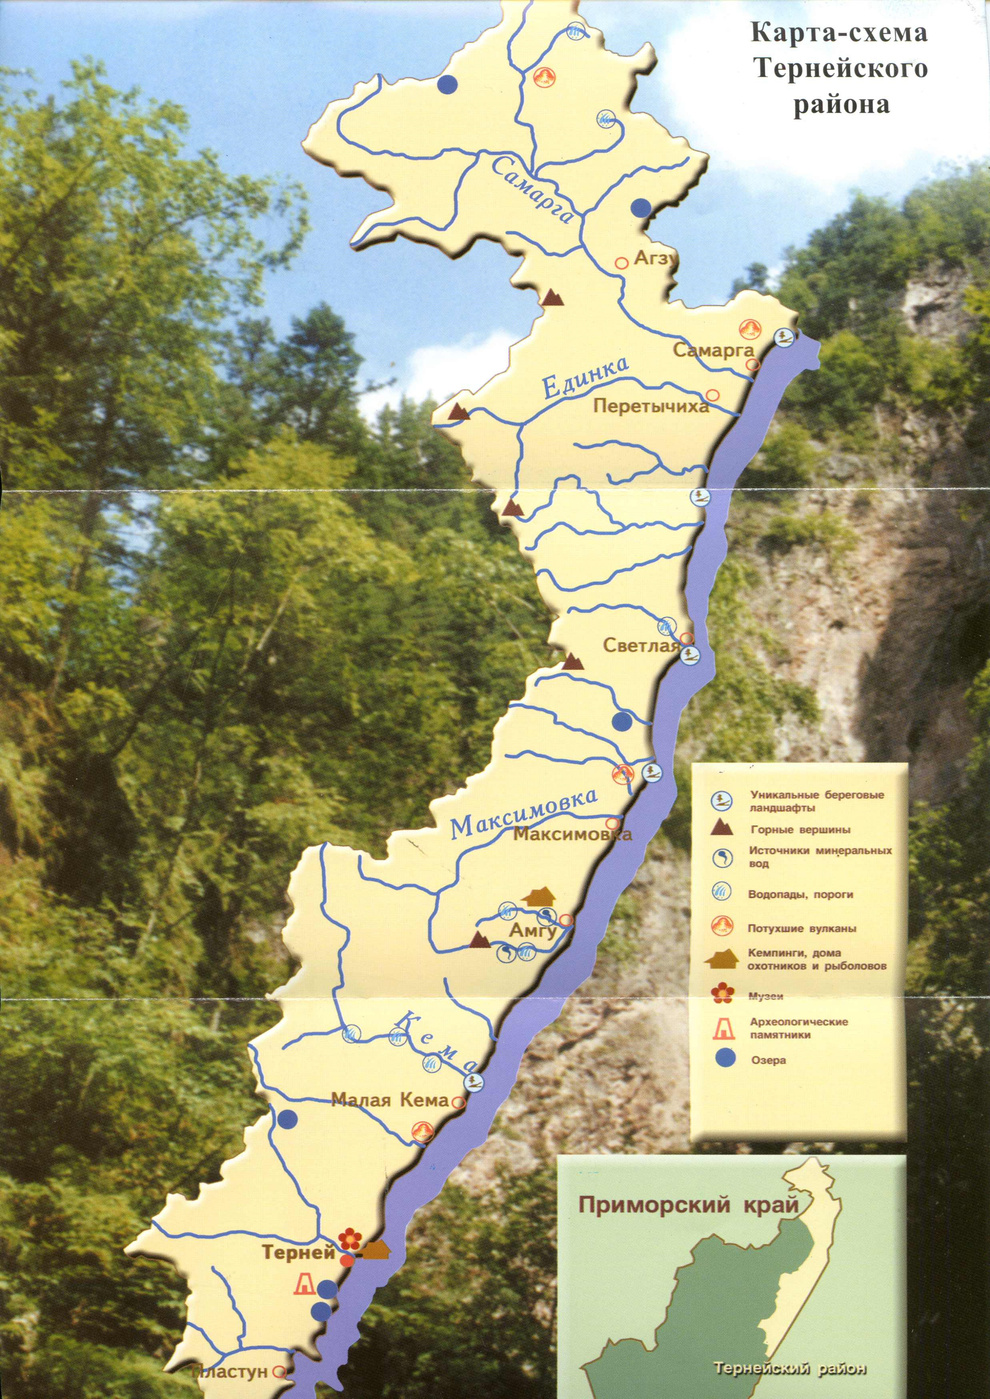 Карта-схема
Тернейского
района
Самарга
Агзу
Самарга
Единка
Перетычиха
Светлая
Максимовка
Максимовка
Амгу
Кема
Малая Кема
Терней
Пластун
Уникальные береговые
ландшафты
Горные вершины
Источники минеральных
вод
Водопады, пороги
Потухшие вулканы
Кемпинги, дома
охотников и рыболовов
Музеи
Археологические
памятники
Озера
Приморский край
Тернейский район